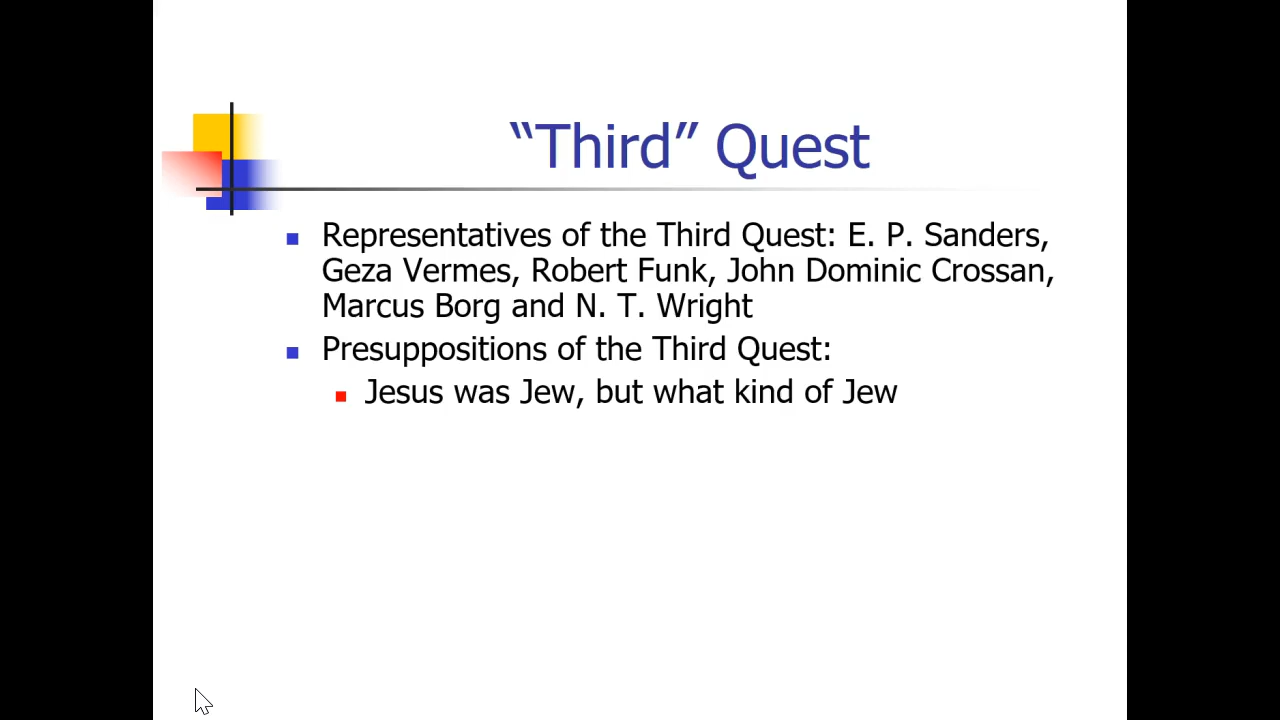 “Third” Quest
Representatives of the Third Quest: E. P. Sanders,
Geza Vermes, Robert Funk, John Dominic Crossan,
Marcus Borg and N. T. Wright
Presuppositions of the Third Quest:
Jesus was Jew, but what kind of Jew